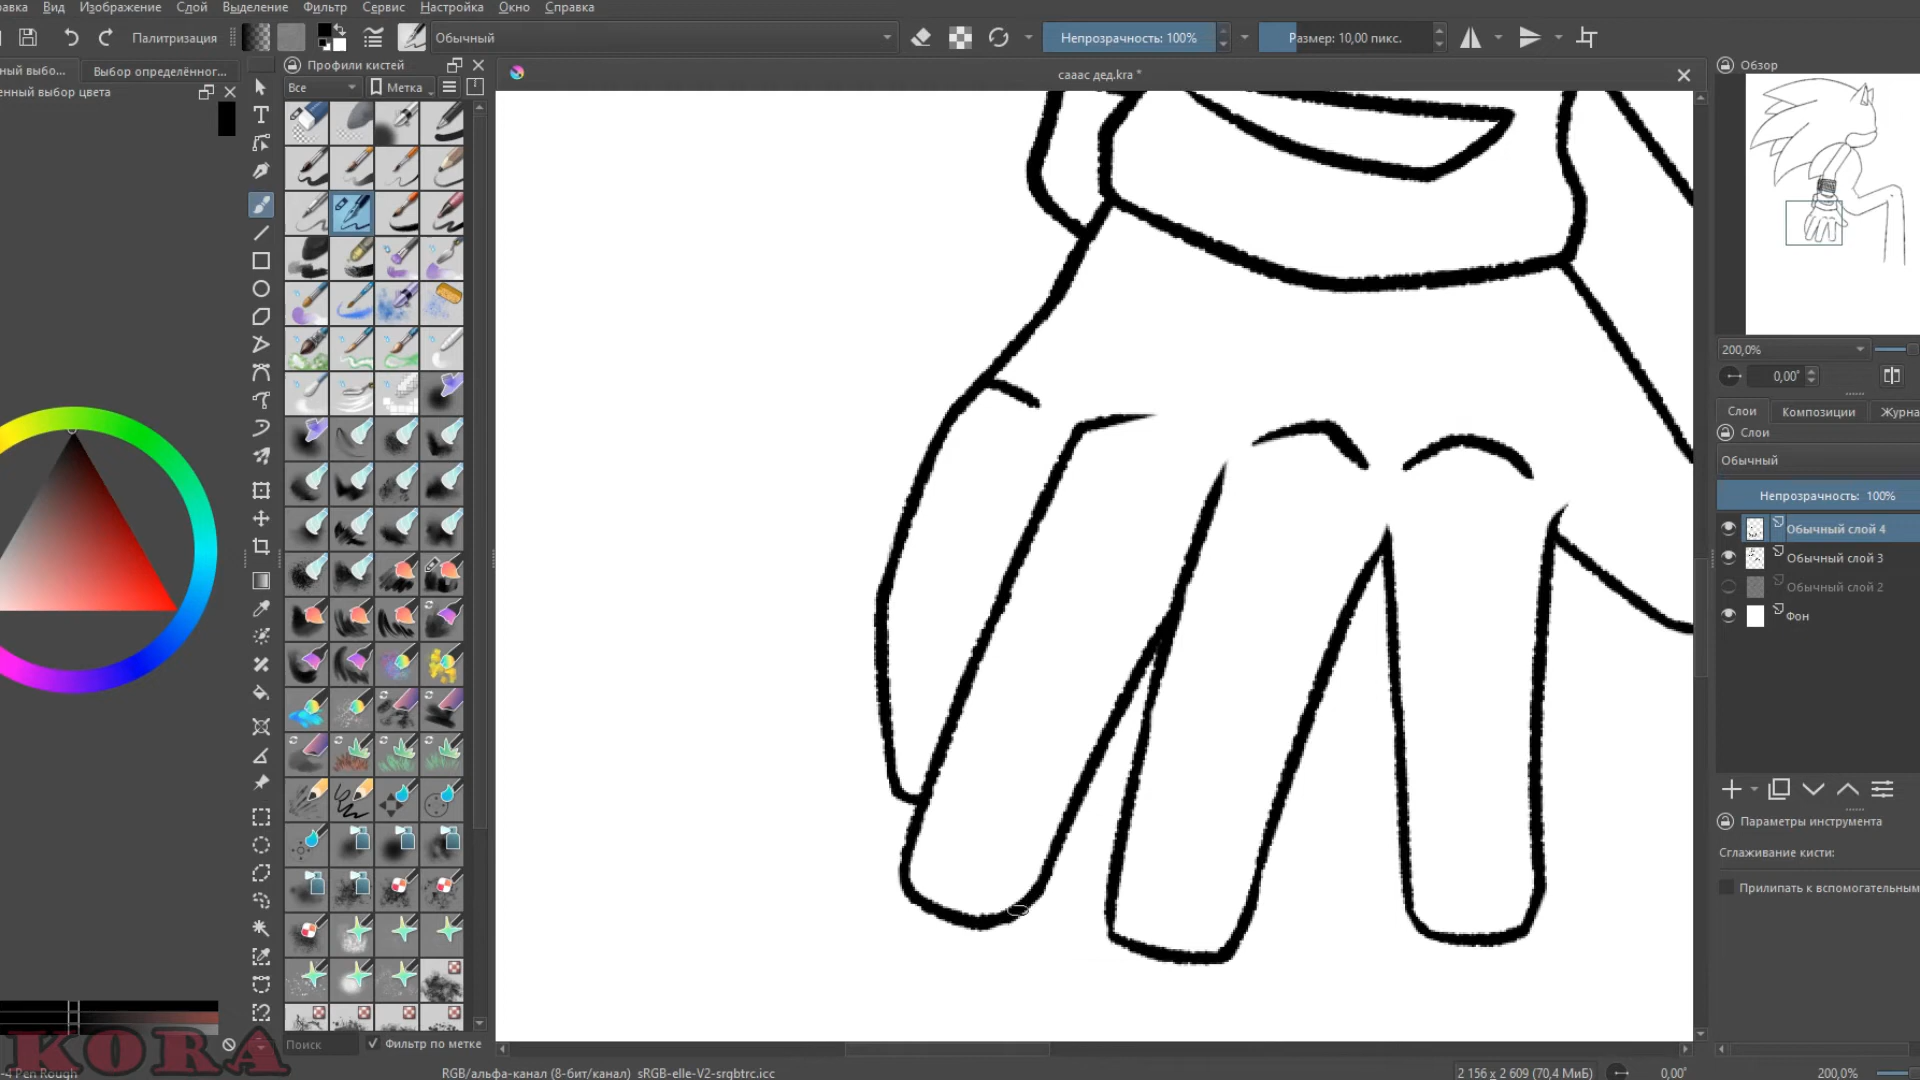 равка Вид Изображение Слой Выделение Фильтр Сервис Настройка Окно Справка
Палитризация Обычный Непрозрачность: 100% Размер: 10,00 пикс.
ный выбо... Выбор определённог... Профили кистей сааас дед.kra * Обзор
енный выбор цвета Все Метка
200,0%
0,00°
Слои Композиции Журна
Слои
Обычный
Непрозрачность: 100%
Обычный слой 4
Обычный слой 3
Обычный слой 2
Фон
Параметры инструмента
Сглаживание кисти:
Прилипать к вспомогательным
KORA Поиск Фильтр по метке
-4 Pen Rough RGB/альфа-канал (8-бит/канал) sRGB-elle-V2-srgbtrc.icc 2 156 x 2 609 (70,4 МиБ) 0,00° 200,0%